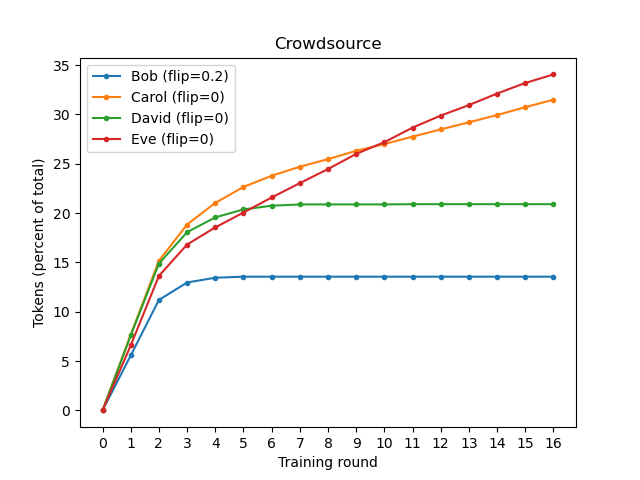 Crowdsource
Bob (flip=0.2)
Carol (flip=0)
David (flip=0)
Eve (flip=0)
Tokens (percent of total)
35
30
25
20
15
10
5
0
0 1 2 3 4 5 6 7 8 9 10 11 12 13 14 15 16
Training round